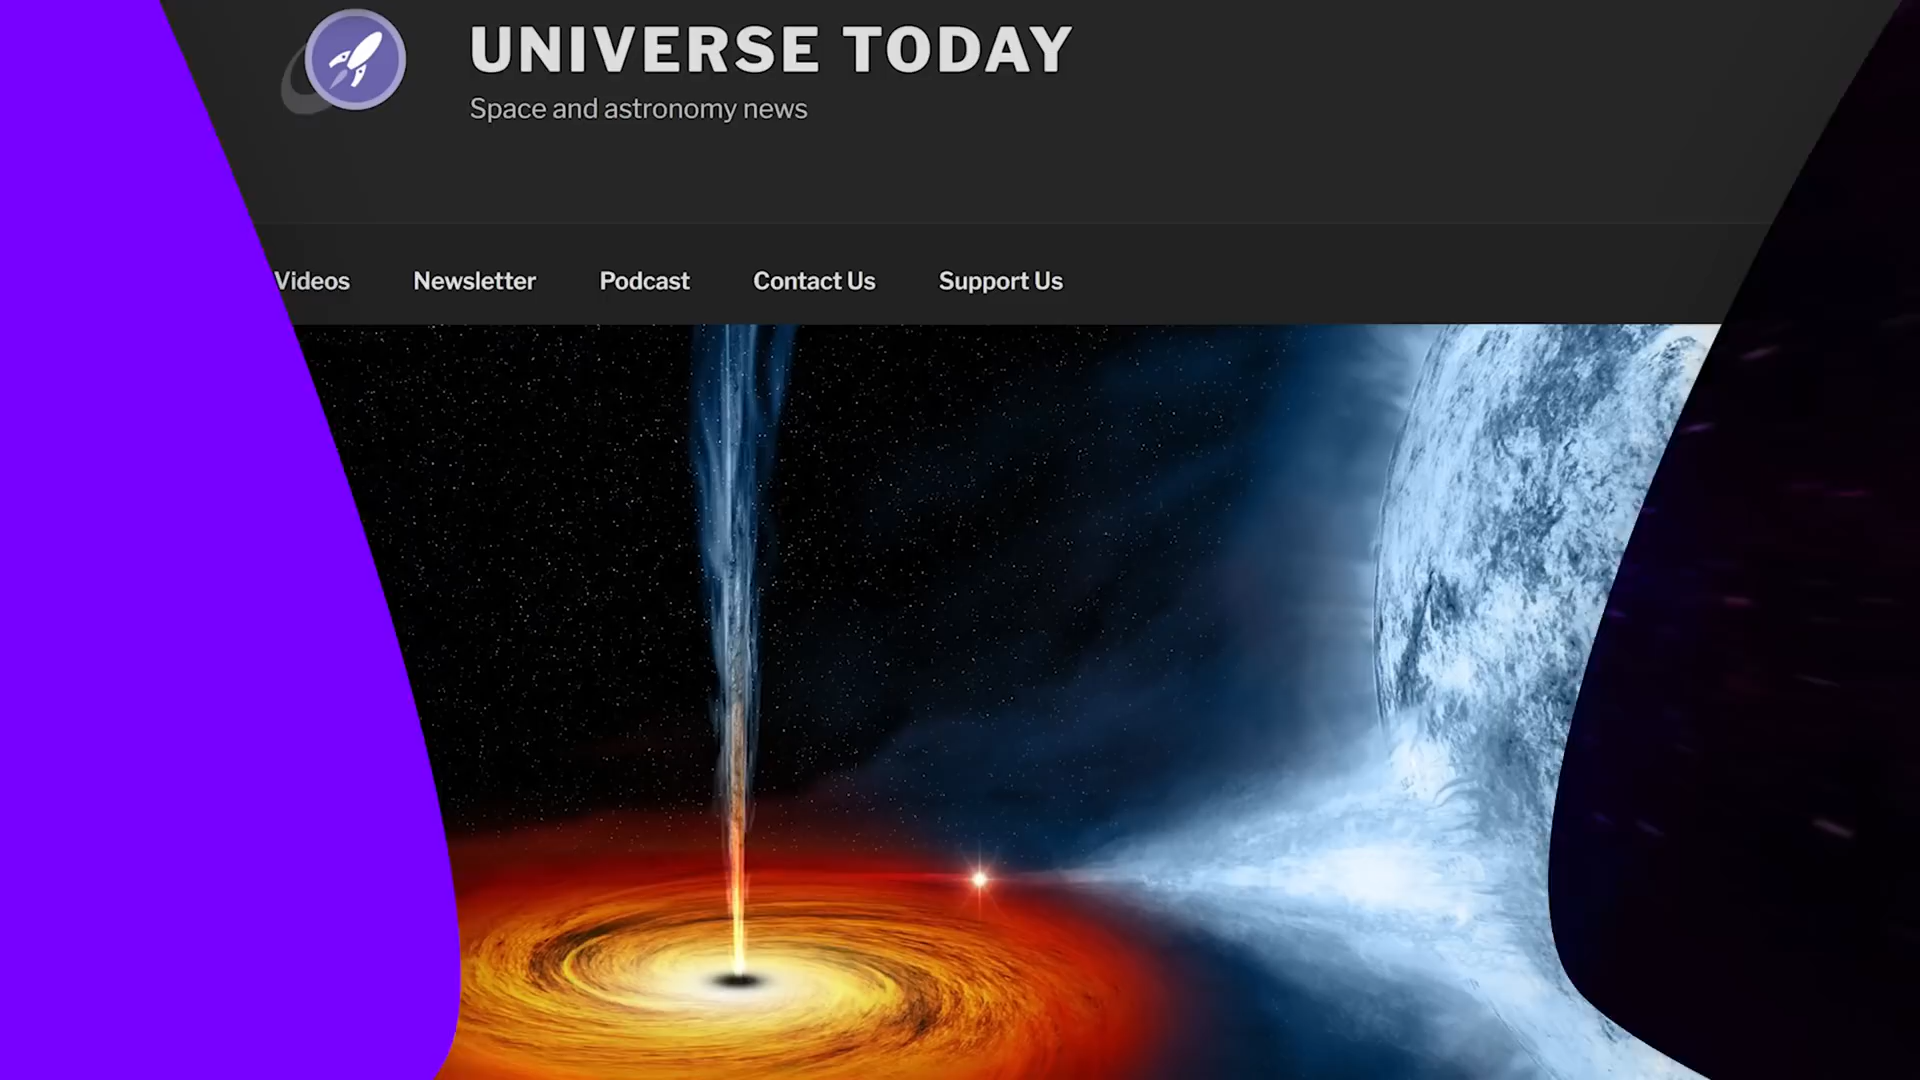 UNIVERSE TODAY
Space and astronomy news
Videos Newsletter Podcast Contact Us Support Us